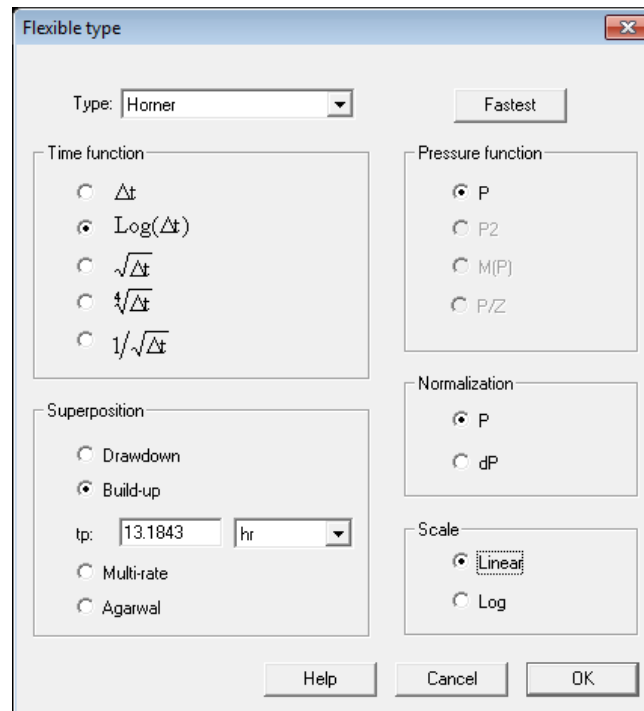 Flexible type
Type: Horner
Fastest
Time function
Δt
Log(Δt)
√Δt
∜Δt
1/√Δt
Superposition
Drawdown
Build-up
tp: 13.1843 hr
Multi-rate
Agarwal
Pressure function
P
P2
M(P)
P/Z
Normalization
P
dP
Scale
Linear
Log
Help Cancel OK